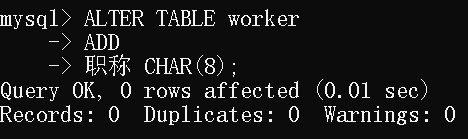 mysql> ALTER TABLE worker
-> ADD
-> 职称 CHAR(8);
Query OK, 0 rows affected (0.01 sec)
Records: 0  Duplicates: 0  Warnings: 0